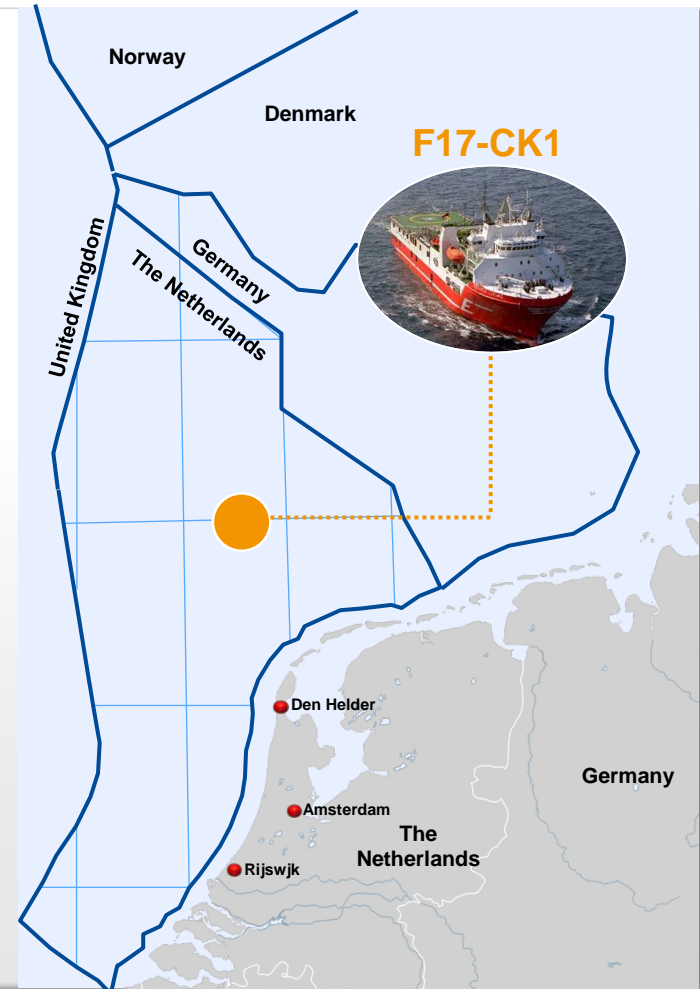 Norway
Denmark
F17-CK1
United Kingdom
Germany
The Netherlands
E
Den Helder
Amsterdam
Germany
The
Netherlands
Rijswjk